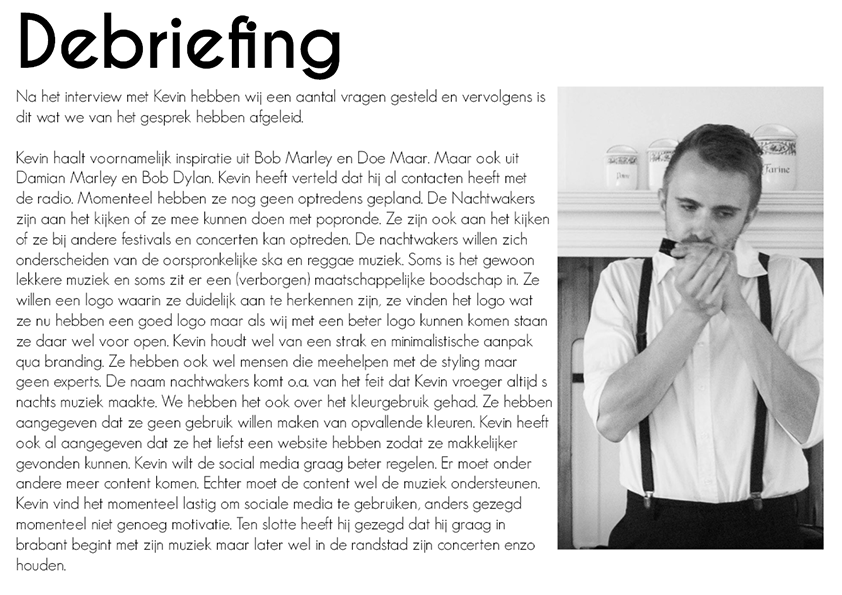 Debriefing
Na het interview met Kevin hebben wij een aantal vragen gesteld en vervolgens is
dit wat we van het gesprek hebben afgeleid.
Kevin haalt voornamelijk inspiratie uit Bob Marley en Doe Maar. Maar ook uit
Damian Marley en Bob Dylan. Kevin heeft verteld dat hij al contacten heeft met
de radio. Momenteel hebben ze nog geen optredens gepland. De Nachtwakers
zijn aan het kijken of ze mee kunnen doen met popronde. Ze zijn ook aan het kijken
of ze bij andere festivals en concerten kan optreden. De nachtwakers willen zich
onderscheiden van de oorspronkelijke ska en reggae muziek. Soms is het gewoon
lekkere muziek en soms zit er een (verborgen) maatschappelijke boodschap in. Ze
willen een logo waarin ze duidelijk aan te herkennen zijn, ze vinden het logo wat
ze nu hebben een goed logo maar als wij met een beter logo kunnen komen staan
ze daar wel voor open. Kevin houdt wel van een strak en minimalistische aanpak
qua branding. Ze hebben ook wel mensen die meehelpen met de styling maar
geen experts. De naam nachtwakers komt o.a. van het feit dat Kevin vroeger altijd s
nachts muziek maakte. We hebben het ook over het kleurgebruik gehad. Ze hebben
aangegeven dat ze geen gebruik willen maken van opvallende kleuren. Kevin heeft
ook al aangegeven dat ze het liefst een website hebben zodat ze makkelijker
gevonden kunnen. Kevin wilt de social media graag beter regelen. Er moet onder
andere meer content komen. Echter moet de content wel de muziek ondersteunen.
Kevin vind het momenteel lastig om sociale media te gebruiken, anders gezegd
momenteel niet genoeg motivatie. Ten slotte heeft hij gezegd dat hij graag in
brabant begint met zijn muziek maar later wel in de randstad zijn concerten enzo
houden.
Farine